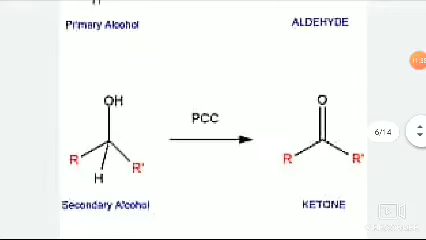 H
Primary Alcohol
ALDEHYDE
OH
PCC
O
R
H
R'
R
R'
Secondary Alcohol
KETONE
6/14